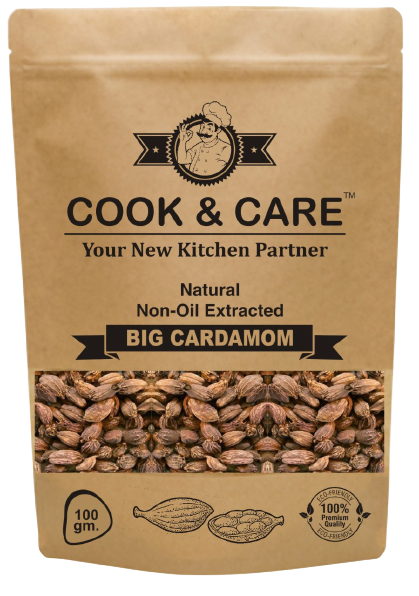 COOK & CARE™
Your New Kitchen Partner
Natural
Non-Oil Extracted
BIG CARDAMOM
100
gm.
ECO-FRIENDLY
100%
Premium
Quality
ECO-FRIENDLY